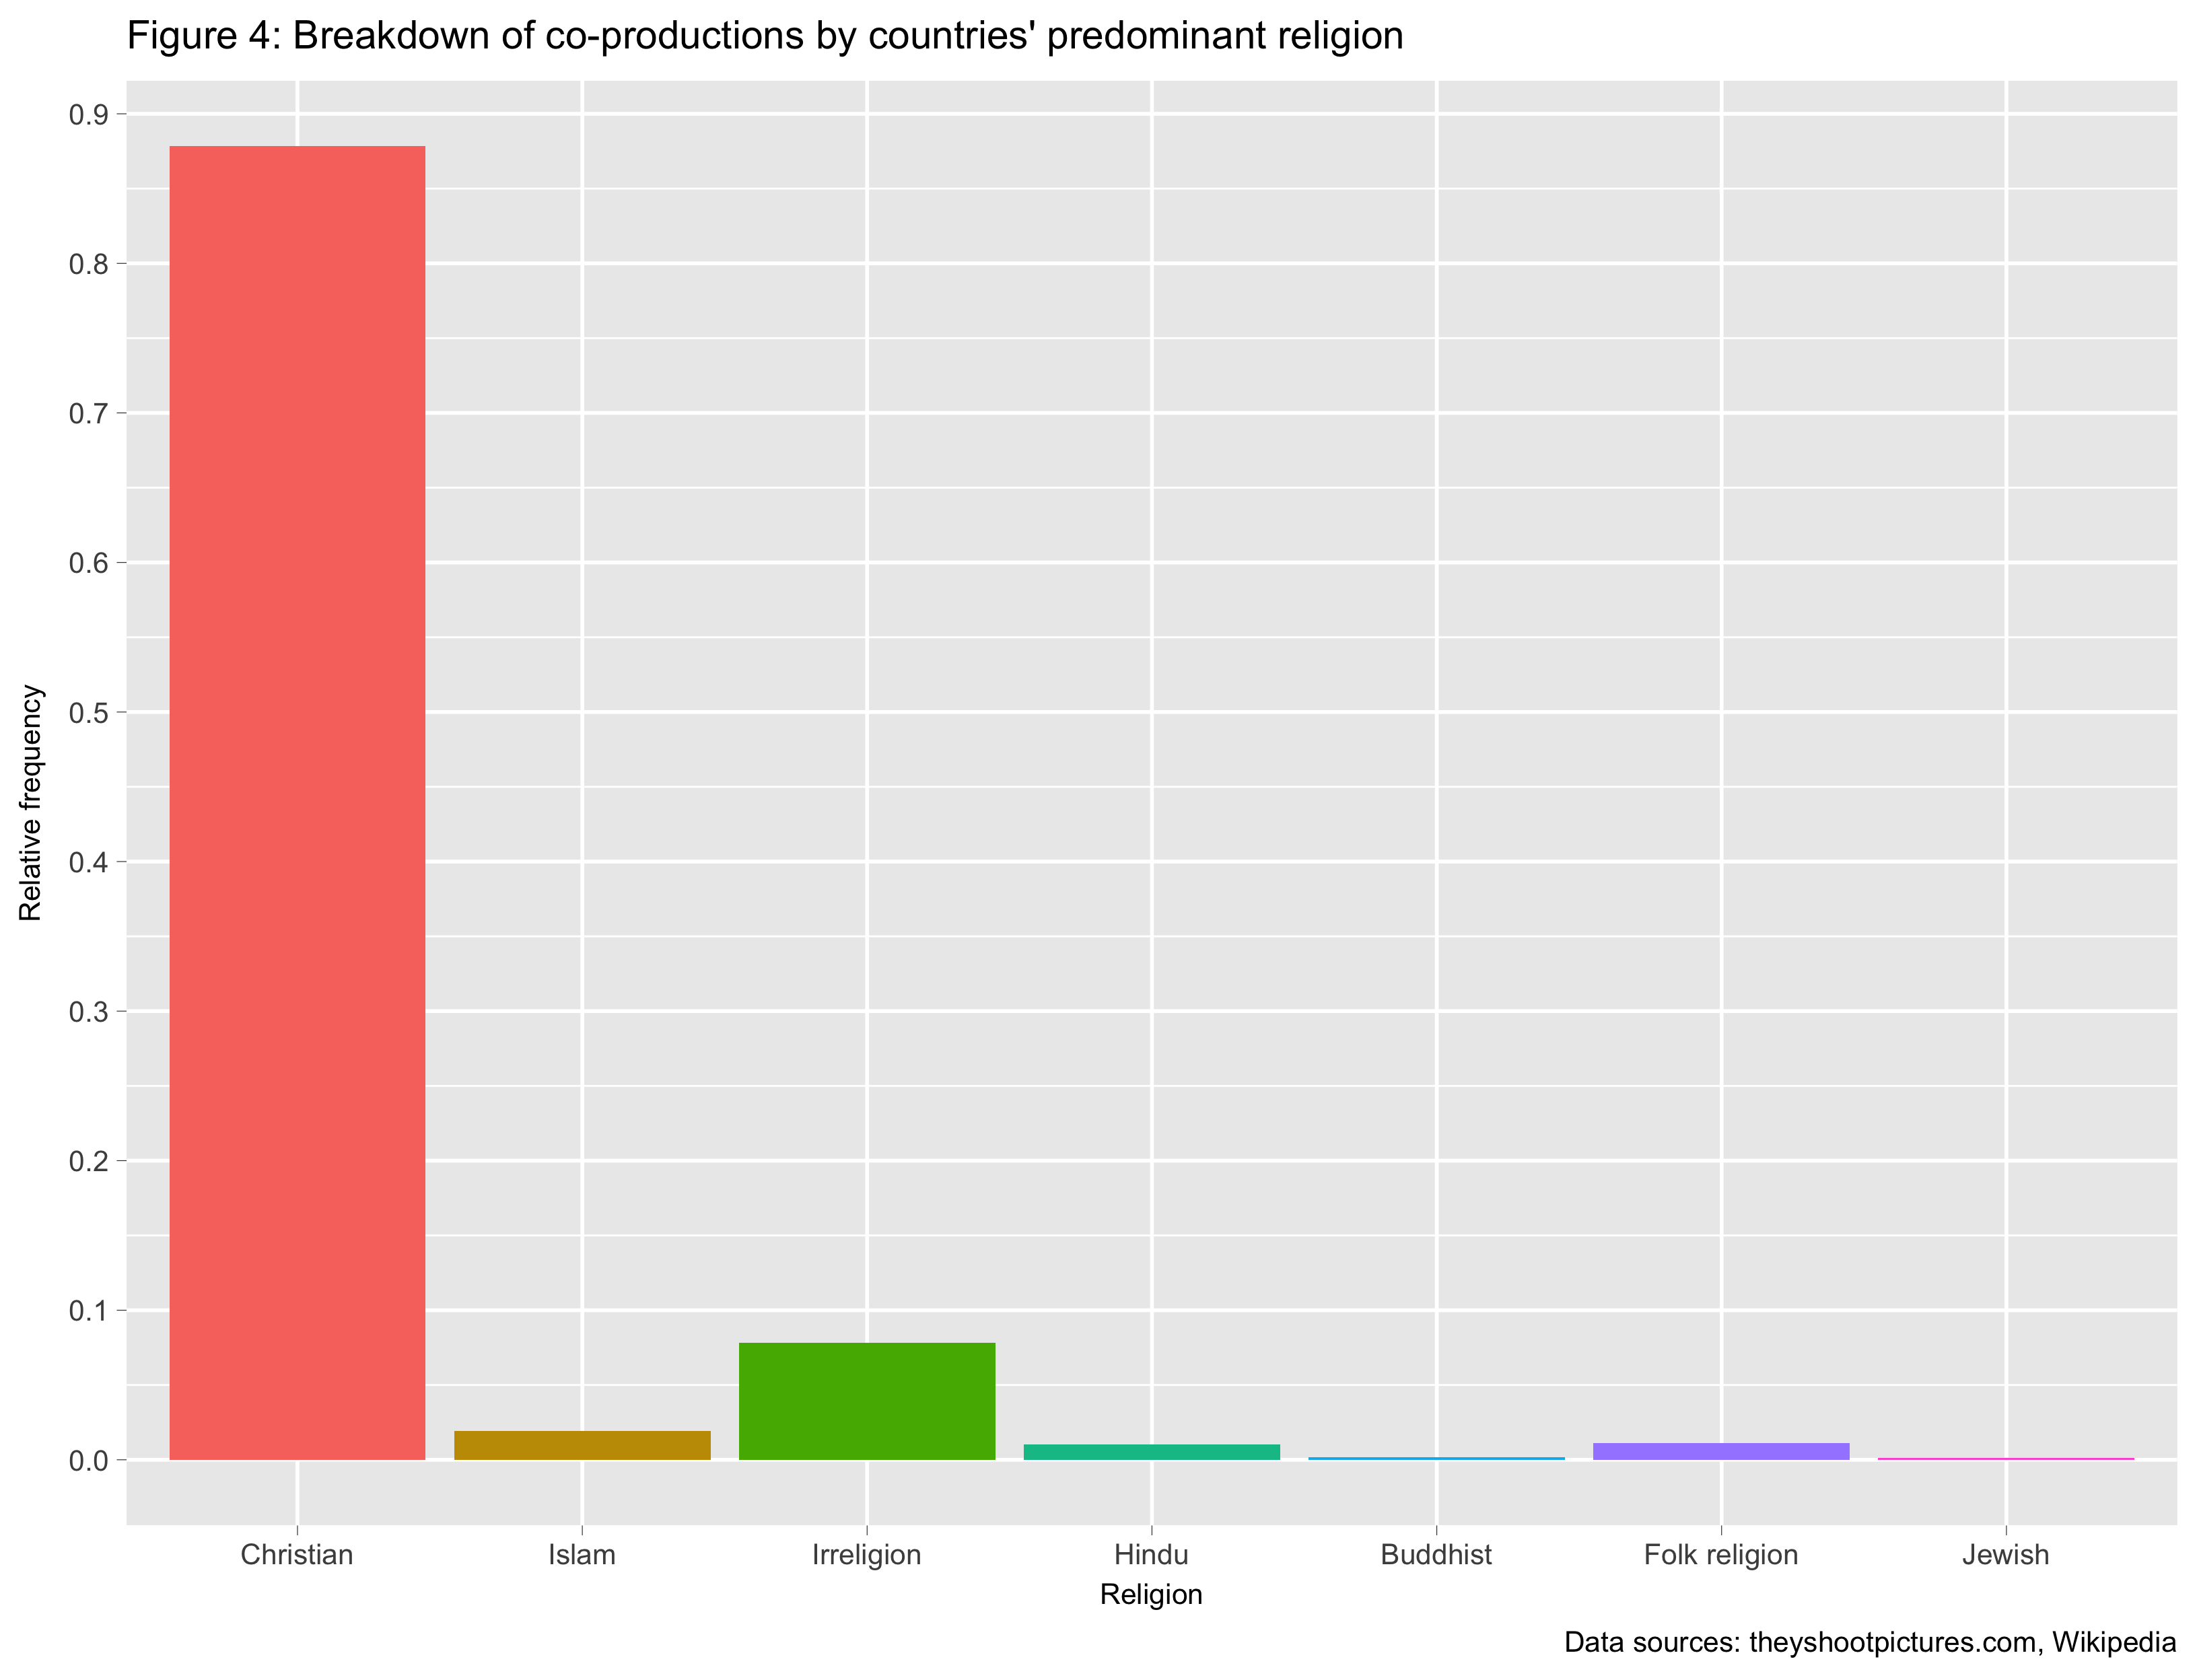 Figure 4: Breakdown of co-productions by countries' predominant religion
0.9
0.8
0.7
0.6
0.5
0.4
0.3
0.2
0.1
0.0
Relative frequency
Christian Islam Irreligion Hindu Buddhist Folk religion Jewish
Religion
Data sources: theyshootpictures.com, Wikipedia